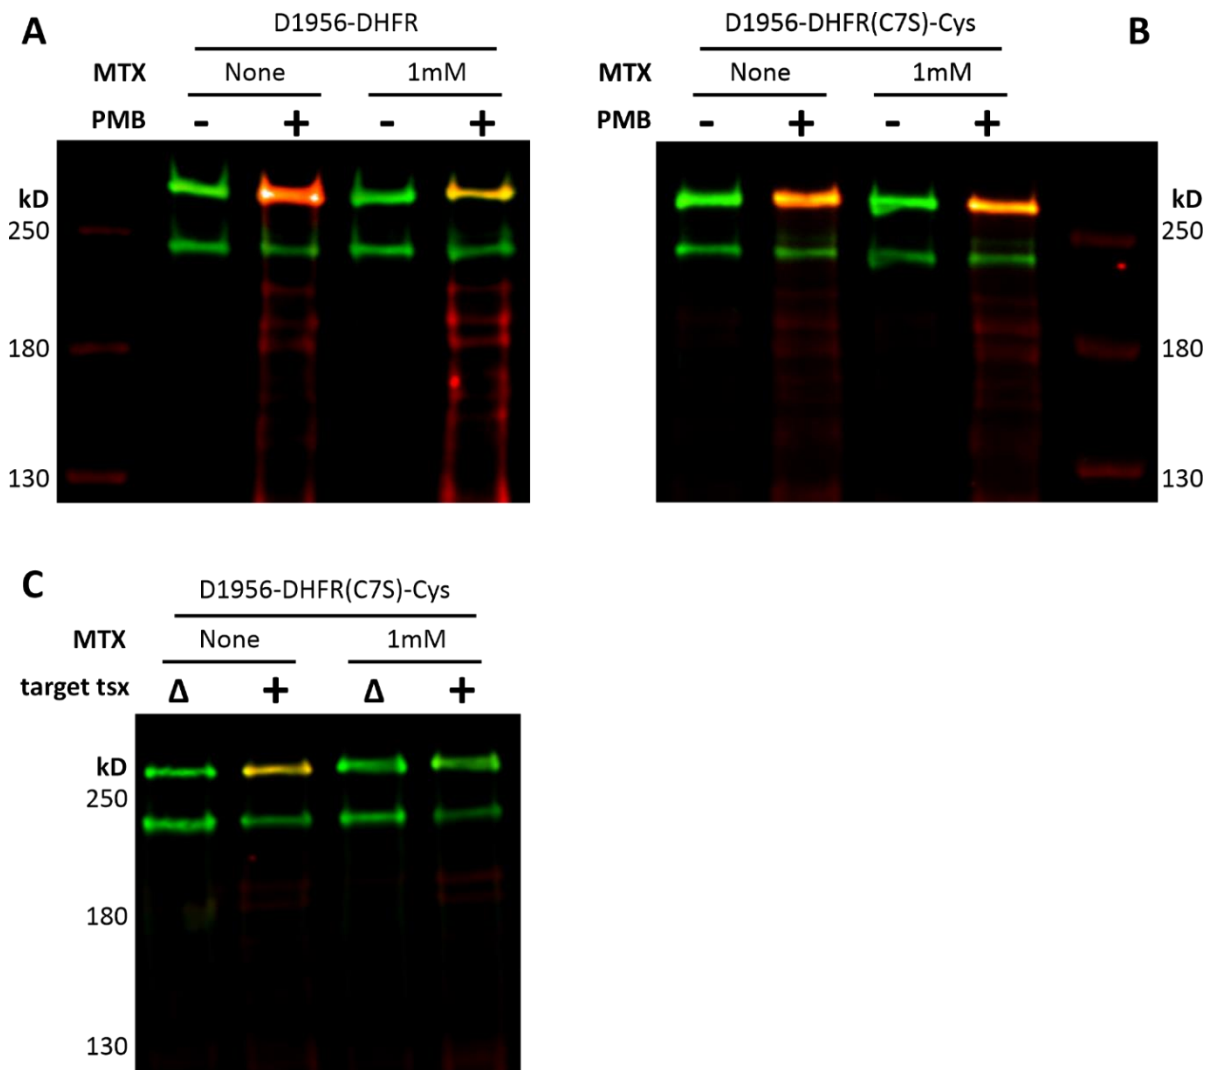 A
D1956-DHFR
MTX None 1mM
PMB - + - +
kD
250
180
130
B
D1956-DHFR(C7S)-Cys
MTX None 1mM
PMB - + - +
kD
250
180
130
C
D1956-DHFR(C7S)-Cys
MTX None 1mM
target tsx Δ + Δ +
kD
250
180
130